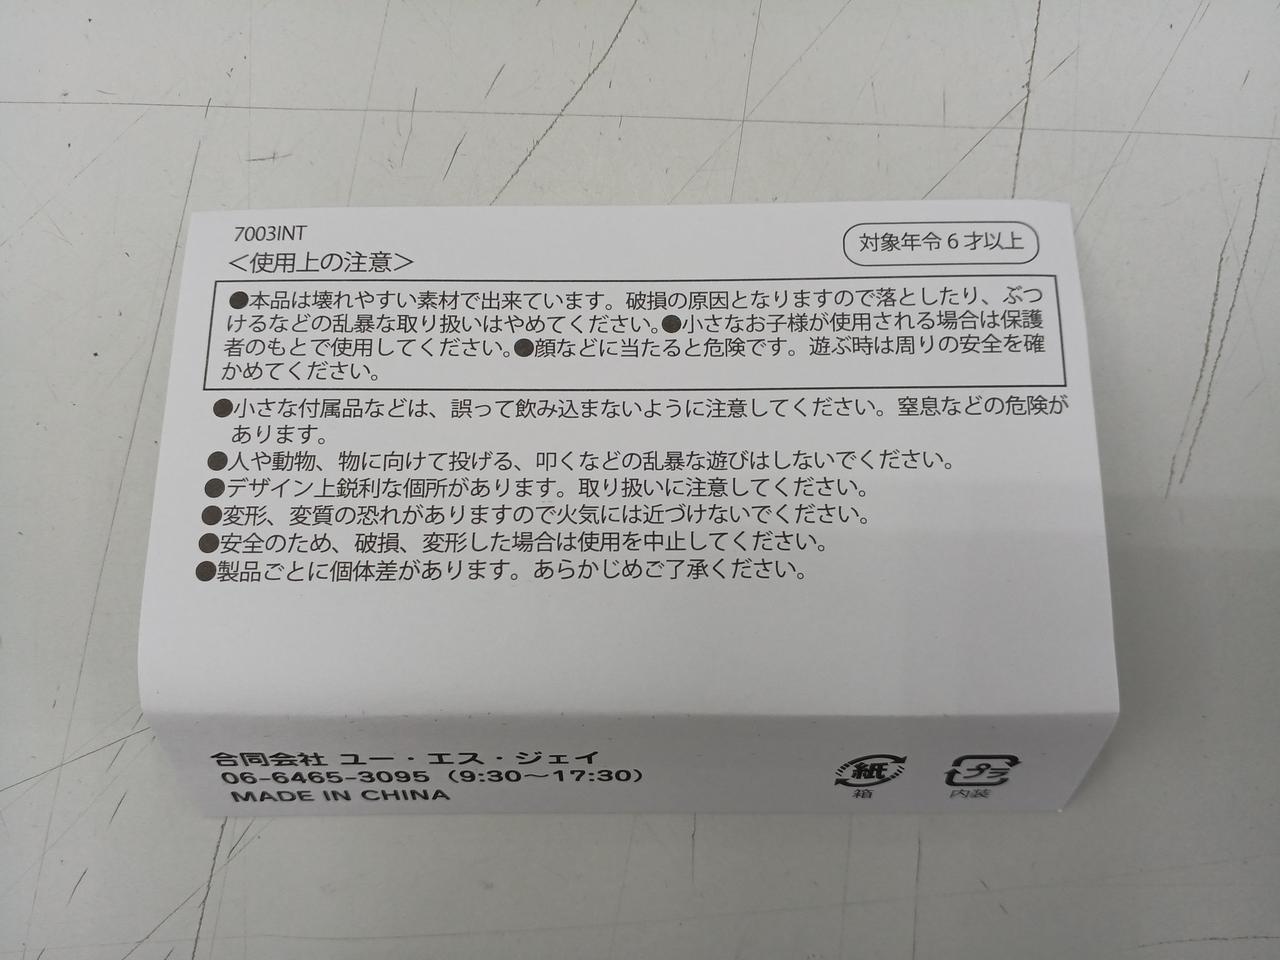 7003INT
対象年令6才以上
＜使用上の注意＞
●本品は壊れやすい素材で出来ています。破損の原因となりますので落としたり、ぶつ
けるなどの乱暴な取り扱いはやめてください。●小さなお子様が使用される場合は保護
者のもとで使用してください。●顔などに当たると危険です。遊ぶ時は周りの安全を確
かめてください。
●小さな付属品などは、誤って飲み込まないように注意してください。窒息などの危険が
あります。
●人や動物、物に向けて投げる、叩くなどの乱暴な遊びはしないでください。
●デザイン上鋭利な個所があります。取り扱いに注意してください。
●変形、変質の恐れがありますので火気には近づけないでください。
●安全のため、破損、変形した場合は使用を中止してください。
●製品ごとに個体差があります。あらかじめご了承ください。
合同会社 ユー・エス・ジェイ
06-6465-3095（9:30～17:30）
MADE IN CHINA
紙
箱
プラ
内装